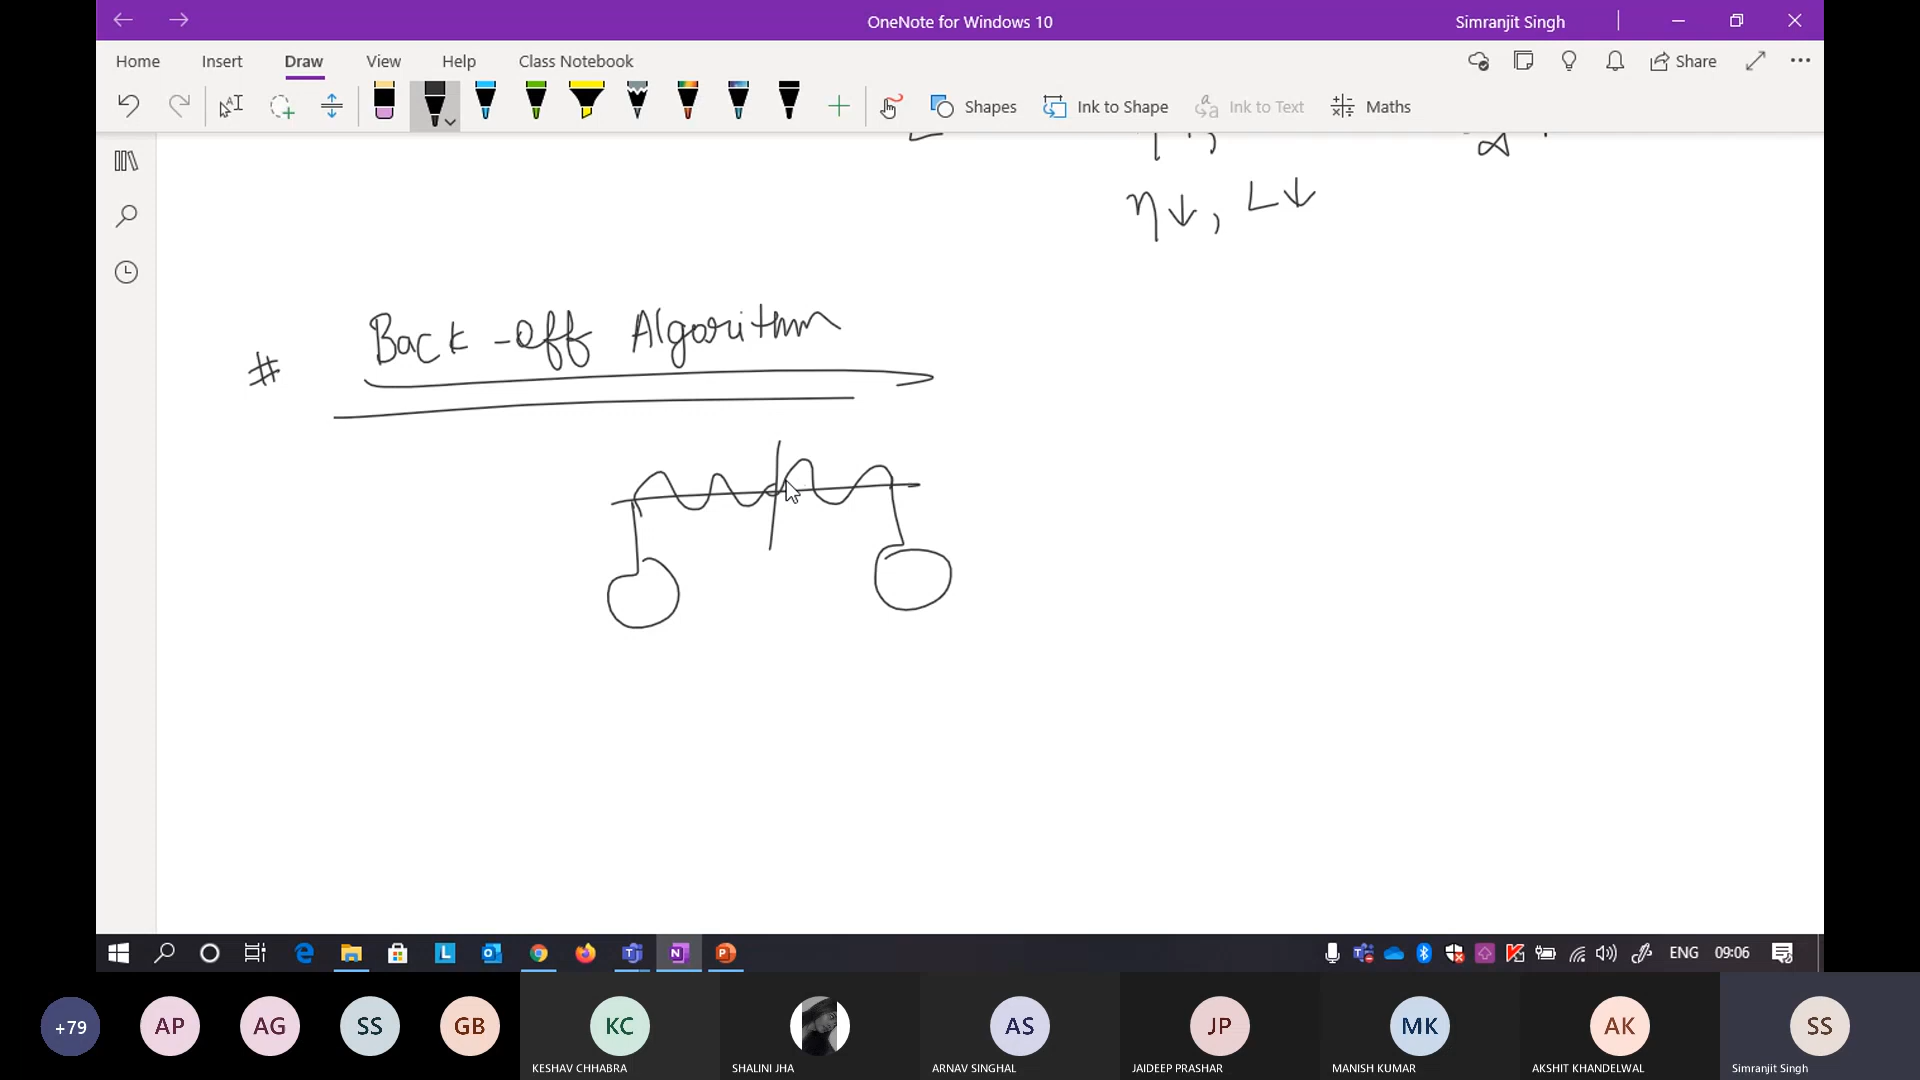 OneNote for Windows 10
Simranjit Singh
Home Insert Draw View Help Class Notebook
Share
Shapes Ink to Shape Ink to Text Maths
η↓, L↓
# Back-Off Algorithm
ENG 09:06
+79 AP AG SS GB KC AS JP MK AK SS
KESHAV CHHABRA SHALINI JHA ARNAV SINGHAL JAIDEEP PRASHAR MANISH KUMAR AKSHIT KHANDELWAL Simranjit Singh